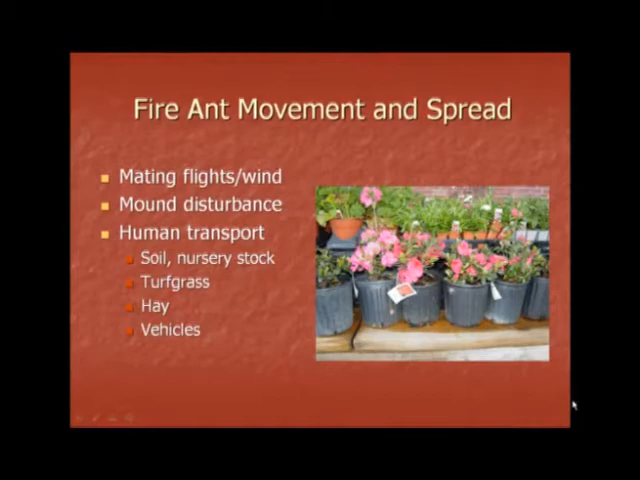 Fire Ant Movement and Spread
Mating flights/wind
Mound disturbance
Human transport
Soil, nursery stock
Turfgrass
Hay
Vehicles